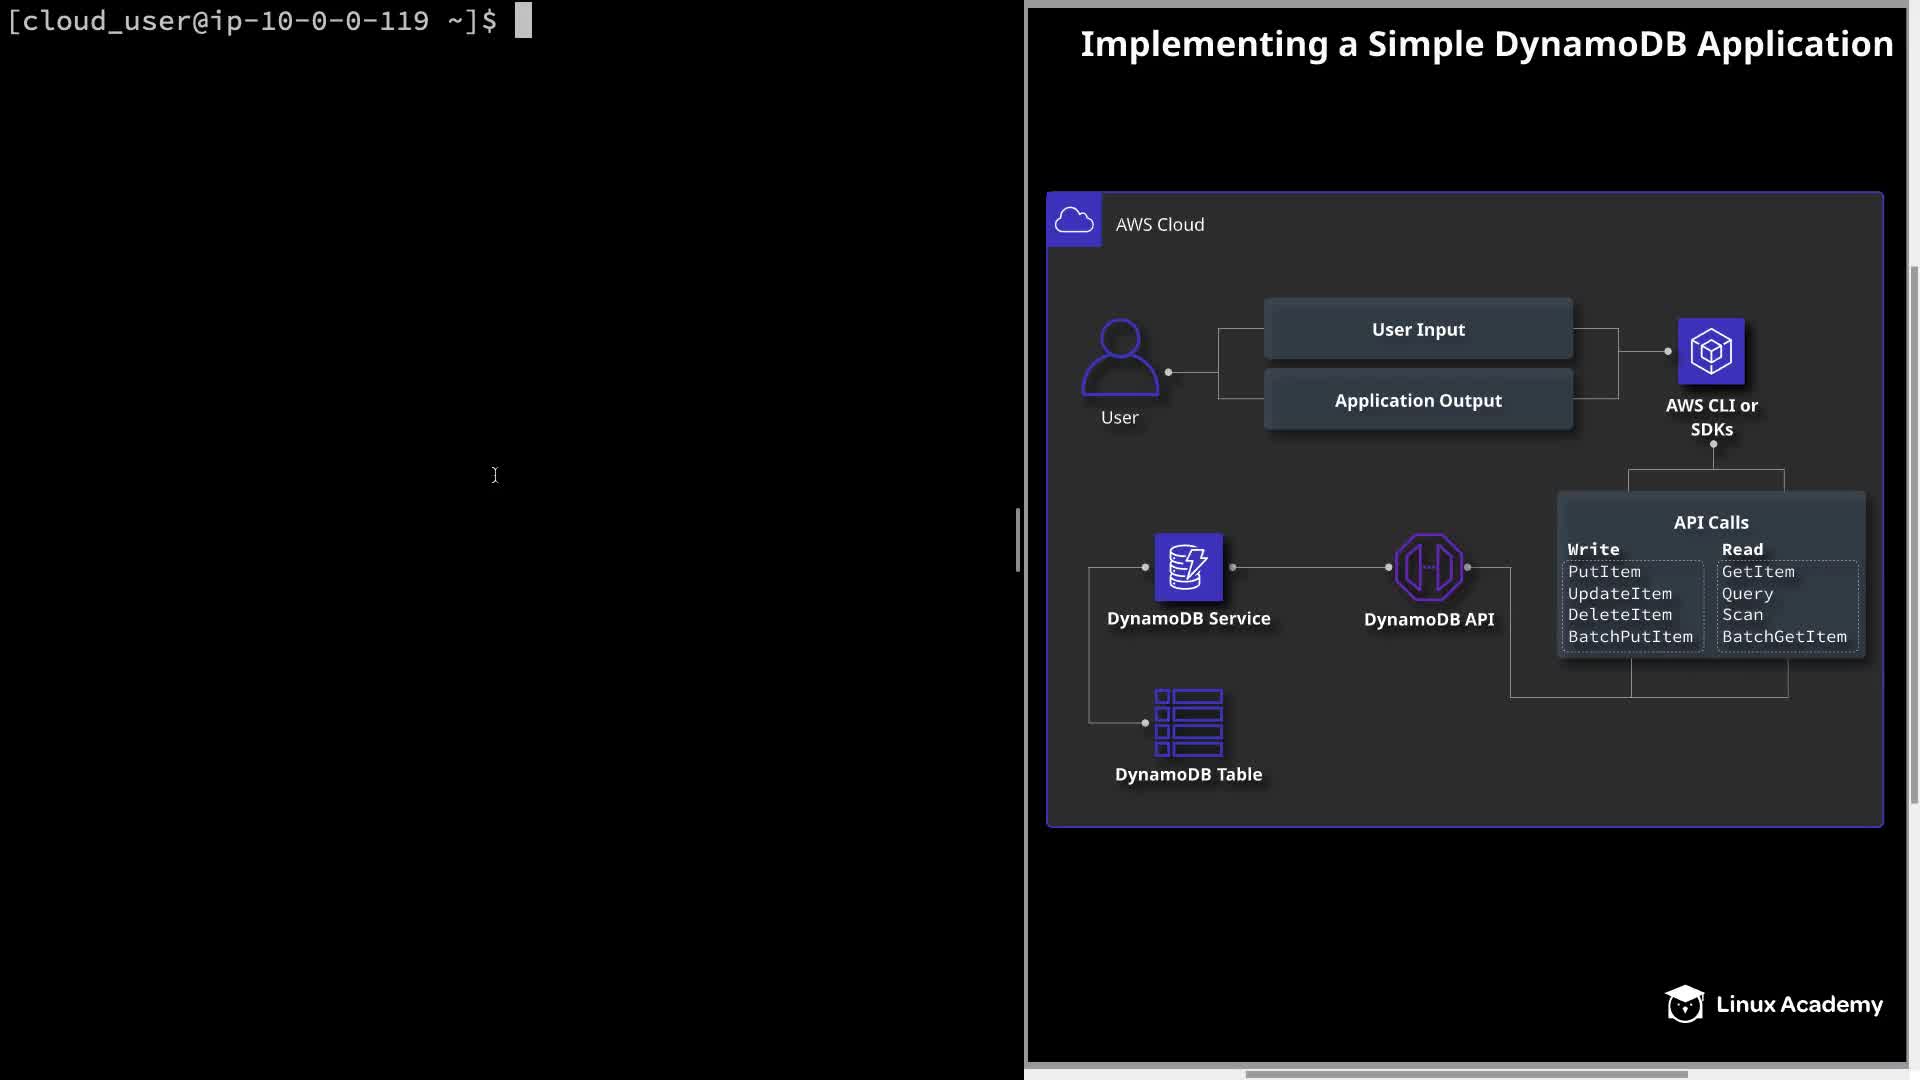 [cloud_user@ip-10-0-0-119 ~]$
Implementing a Simple DynamoDB Application
AWS Cloud
User Input
Application Output
User
AWS CLI or
SDKs
API Calls
Write
PutItem
UpdateItem
DeleteItem
BatchPutItem
Read
GetItem
Query
Scan
BatchGetItem
DynamoDB Service
DynamoDB API
DynamoDB Table
Linux Academy